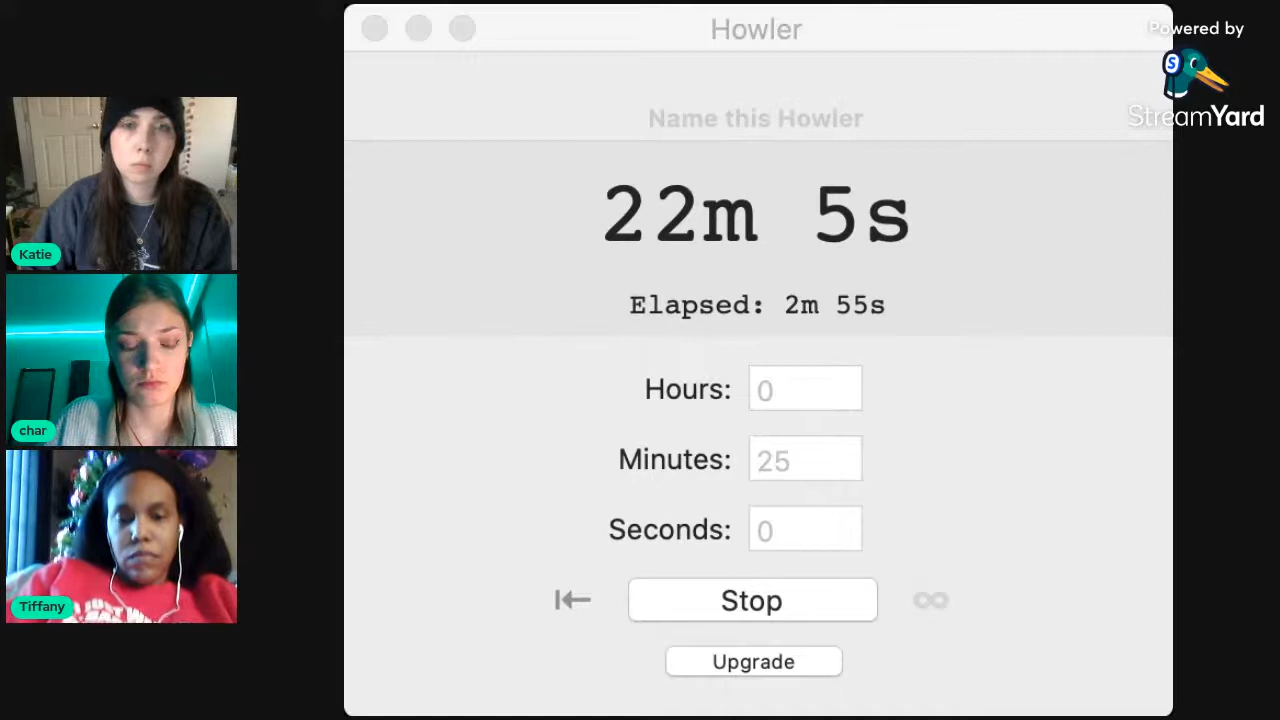 Howler
Powered by
StreamYard
Name this Howler
22m 5s
Elapsed: 2m 55s
Hours: 0
Minutes: 25
Seconds: 0
Stop
Upgrade
Katie
char
Tiffany